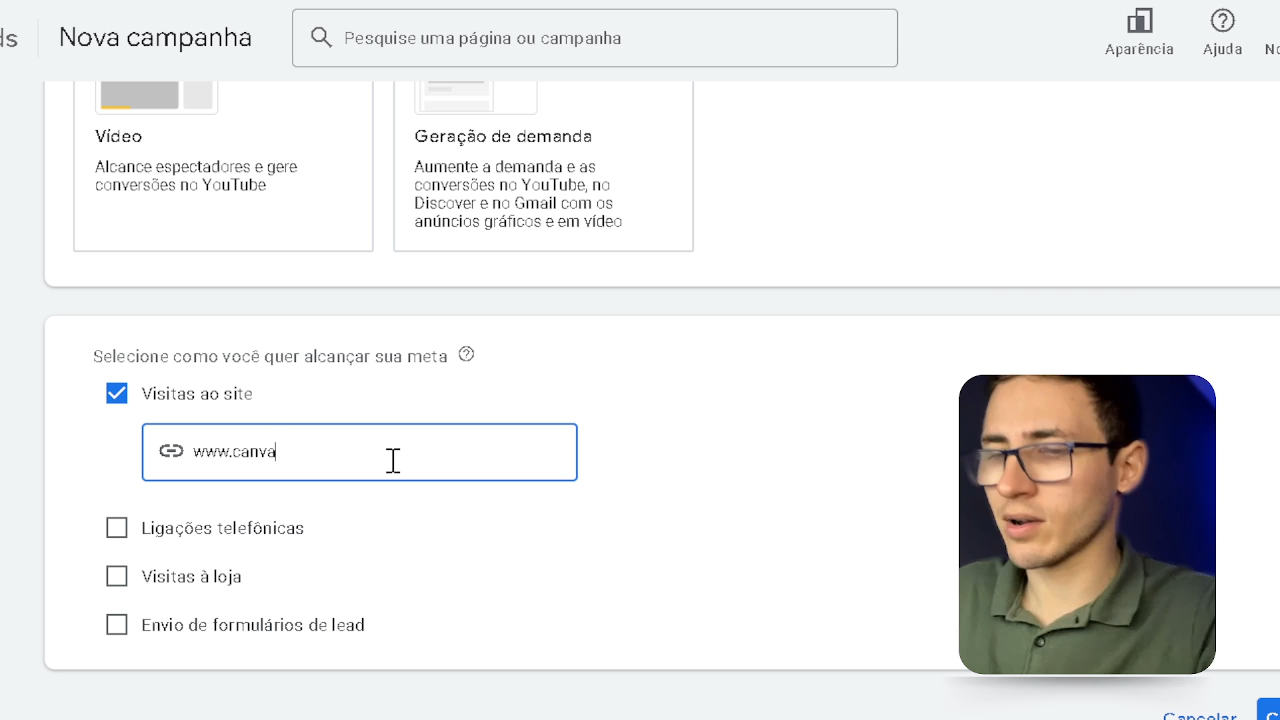 ds
Nova campanha
Pesquise uma página ou campanha
Aparência
Ajuda
Vídeo
Alcance espectadores e gere
conversões no YouTube
Geração de demanda
Aumente a demanda e as
conversões no YouTube, no
Discover e no Gmail com os
anúncios gráficos e em vídeo
Selecione como você quer alcançar sua meta
Visitas ao site
www.canva
Ligações telefônicas
Visitas à loja
Envio de formulários de lead
Cancelar